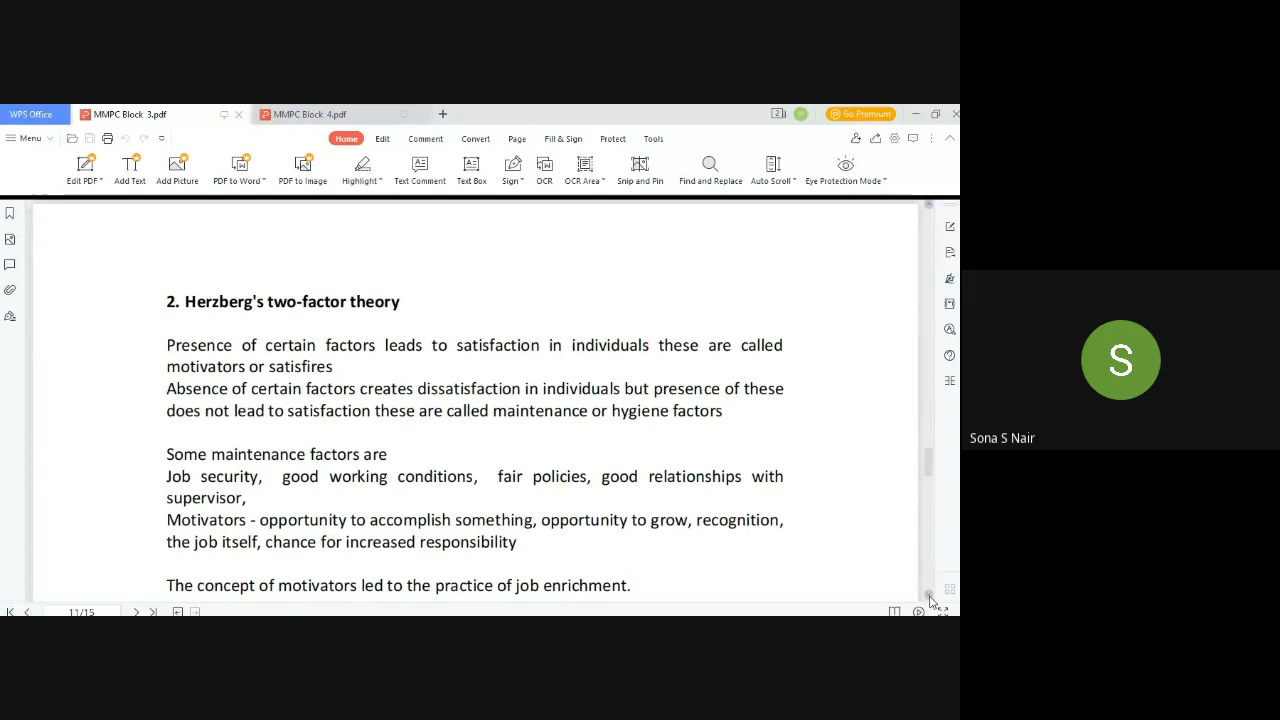 WPS Office MMPC Block 3.pdf MMPC Block 4.pdf + Go Premium
Menu Home Edit Comment Convert Page Fill & Sign Protect Tools
Edit PDF Add Text Add Picture PDF to Word PDF to Image Highlight Text Comment Text Box Sign OCR OCR Area Snip and Pin Find and Replace Auto Scroll Eye Protection Mode
2. Herzberg's two-factor theory
Presence of certain factors leads to satisfaction in individuals these are called
motivators or satisfires
Absence of certain factors creates dissatisfaction in individuals but presence of these
does not lead to satisfaction these are called maintenance or hygiene factors
Some maintenance factors are
Job security, good working conditions, fair policies, good relationships with
supervisor,
Motivators - opportunity to accomplish something, opportunity to grow, recognition,
the job itself, chance for increased responsibility
The concept of motivators led to the practice of job enrichment.
11/15
S
Sona S Nair